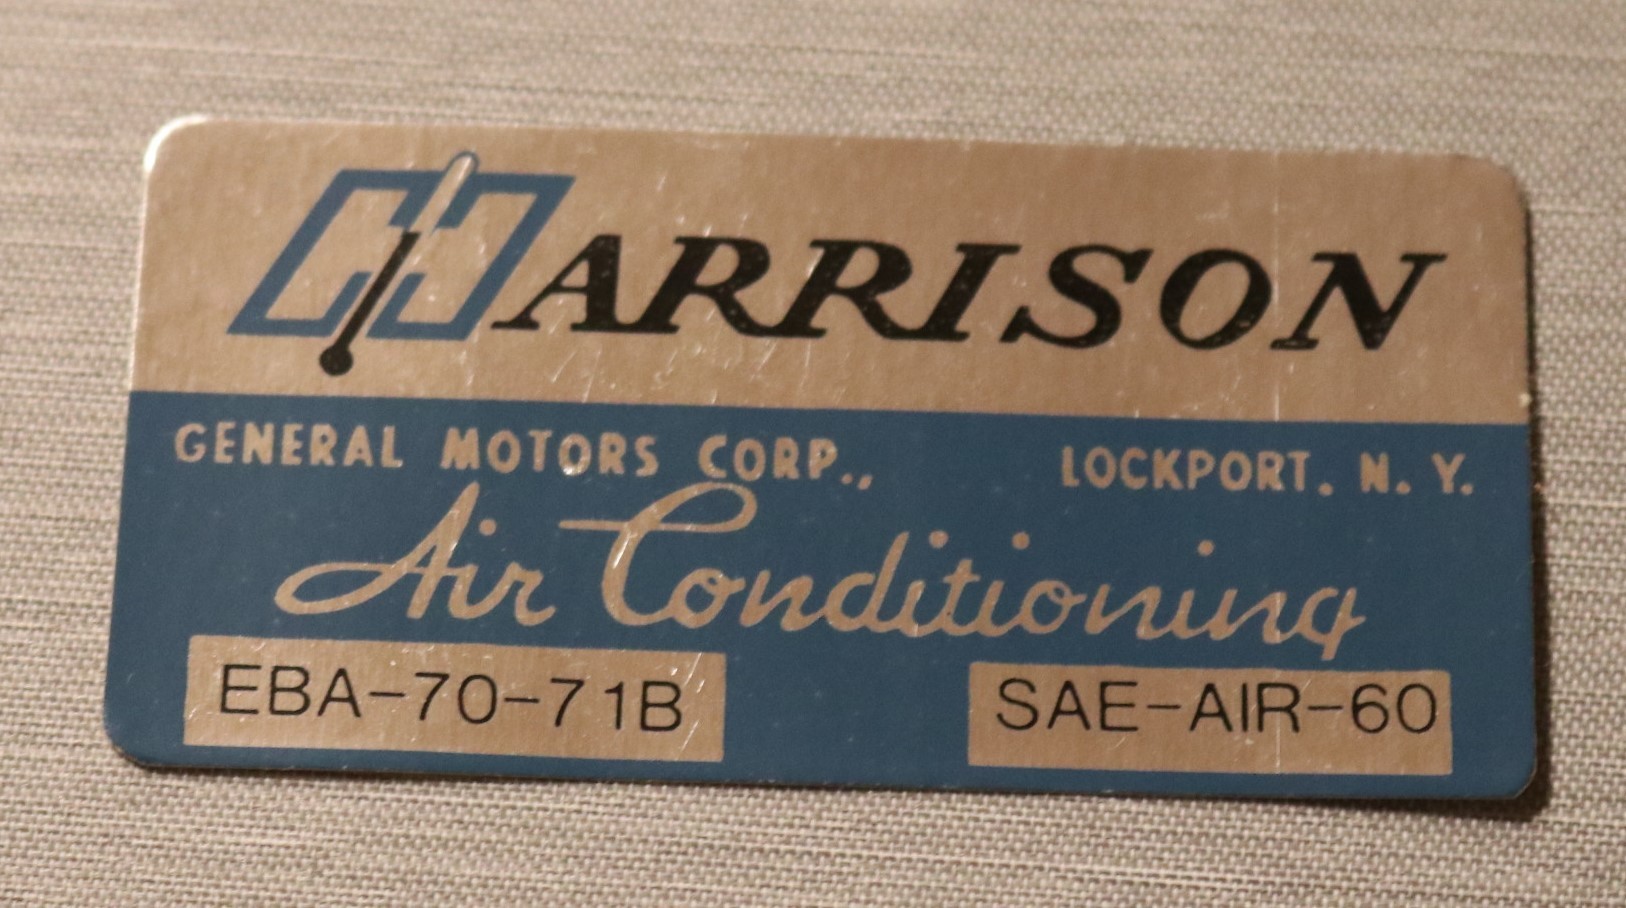 HARRISON
GENERAL MOTORS CORP., LOCKPORT. N. Y.
Air Conditioning
EBA-70-71B SAE-AIR-60